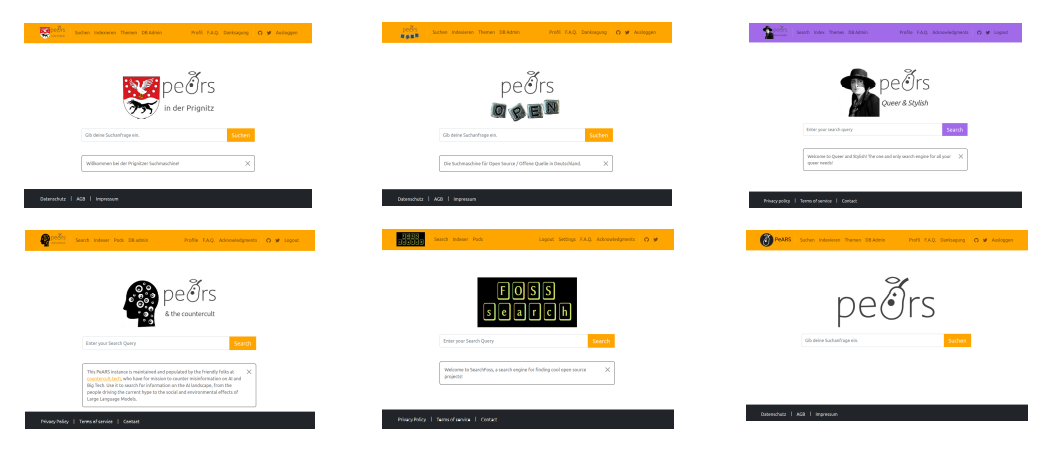 Suchen Indexieren Themen DB Admin Profil F.A.Q. Danksagung Ausloggen
peARs
in der Prignitz
Gib deine Suchanfrage ein. Suchen
Willkommen bei der Prignitzer Suchmaschine!
Datenschutz | AGB | Impressum
Suchen Indexieren Themen DB Admin Profil F.A.Q. Danksagung Ausloggen
peARs
OPEN
Gib deine Suchanfrage ein. Suchen
Die Suchmaschine für Open Source / Offene Quelle in Deutschland.
Datenschutz | AGB | Impressum
Search Index Themes DB Admin Profile F.A.Q. Acknowledgments Logout
peARs
Queer & Stylish
Enter your search query Search
Welcome to Queer and Stylish! The one and only search engine for all your
queer needs!
Privacy policy | Terms of service | Contact
Search Indexer Pods DB admin Profile F.A.Q. Acknowledgments Logout
peARs
& the countercult
Enter your Search Query Search
This PeARS instance is maintained and populated by the friendly folks at
countercult.tech, who have for mission to counter misinformation on AI and
Big Tech. Use it to search for information on the AI landscape, from the
people driving the current hype to the social and environmental effects of
Large Language Models.
Privacy Policy | Terms of service | Contact
FOSS
search
Search Indexer Pods Logout Settings F.A.Q. Acknowledgments
FOSS
search
Enter your Search Query Search
Welcome to SearchFoss, a search engine for finding cool open source
projects!
Privacy Policy | Terms of service | Contact
PeARS Suchen Indexieren Themen DB Admin Profil F.A.Q. Danksagung Ausloggen
peARs
Gib deine Suchanfrage ein. Suchen
Datenschutz | AGB | Impressum